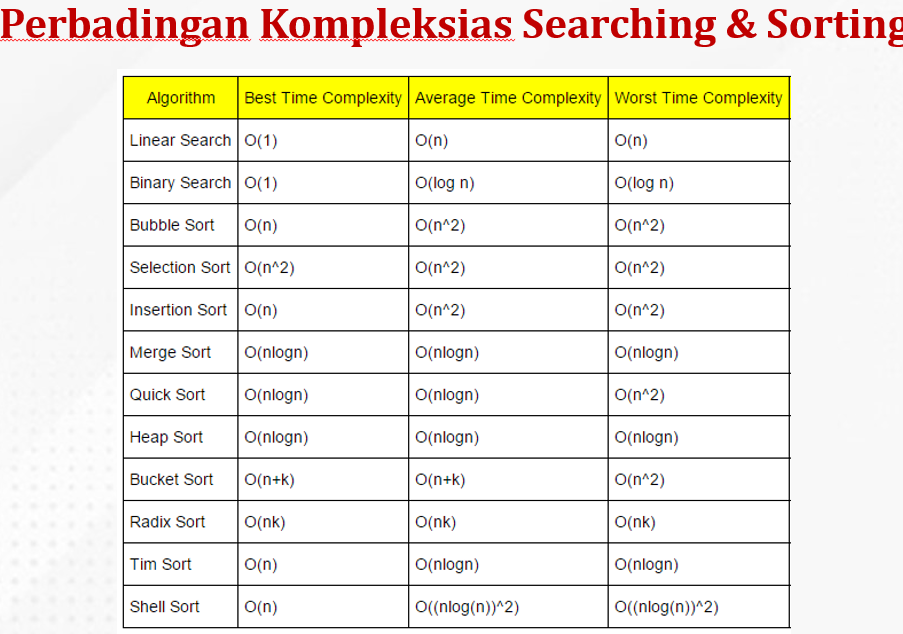 Perbadingan Kompleksias Searching & Sorting
Algorithm Best Time Complexity Average Time Complexity Worst Time Complexity
Linear Search O(1) O(n) O(n)
Binary Search O(1) O(log n) O(log n)
Bubble Sort O(n) O(n^2) O(n^2)
Selection Sort O(n^2) O(n^2) O(n^2)
Insertion Sort O(n) O(n^2) O(n^2)
Merge Sort O(nlogn) O(nlogn) O(nlogn)
Quick Sort O(nlogn) O(nlogn) O(n^2)
Heap Sort O(nlogn) O(nlogn) O(nlogn)
Bucket Sort O(n+k) O(n+k) O(n^2)
Radix Sort O(nk) O(nk) O(nk)
Tim Sort O(n) O(nlogn) O(nlogn)
Shell Sort O(n) O((nlog(n))^2) O((nlog(n))^2)